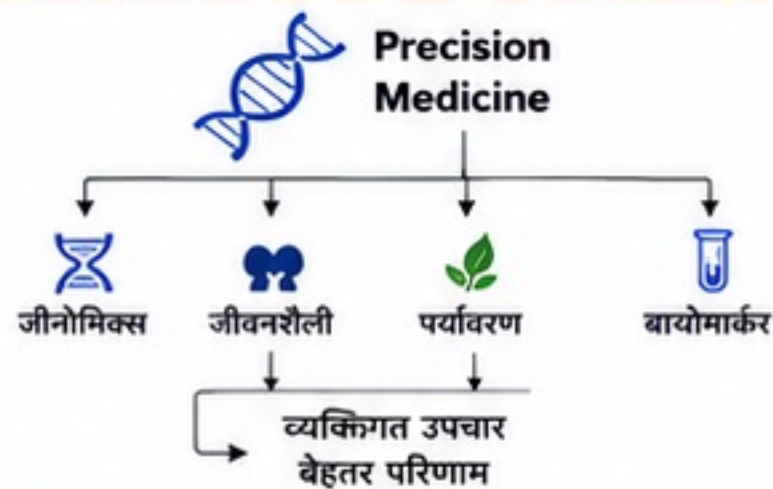 Precision
Medicine
जीनोमिक्स
जीवनशैली
पर्यावरण
बायोमार्कर
व्यक्तिगत उपचार
बेहतर परिणाम